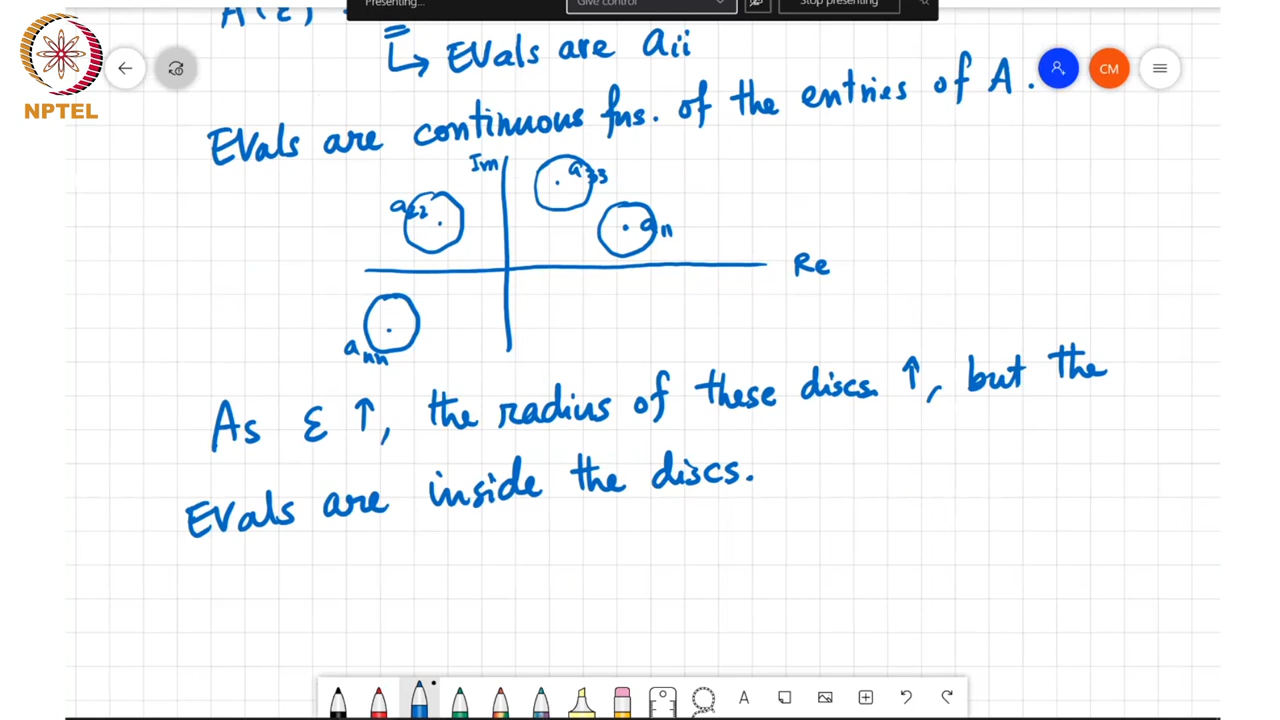 Presenting...
Give control
Stop presenting
A(ε)
NPTEL
CM
↳ EVals are aii
EVals are continuous fns. of the entries of A.
Im
a33
a22
a11
Re
ann
As ε ↑, the radius of these discs ↑, but the
EVals are inside the discs.
A